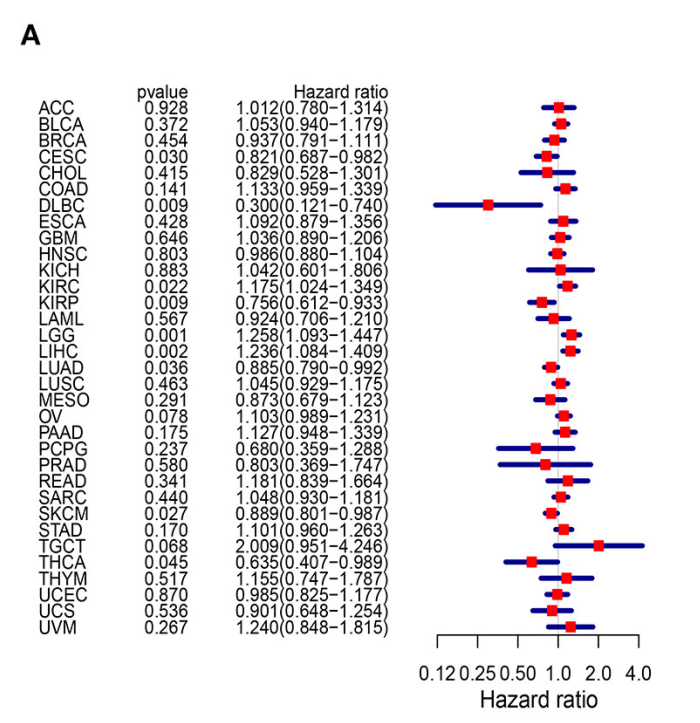 A
pvalue Hazard ratio
ACC 0.928 1.012(0.780−1.314)
BLCA 0.372 1.053(0.940−1.179)
BRCA 0.454 0.937(0.791−1.111)
CESC 0.030 0.821(0.687−0.982)
CHOL 0.415 0.829(0.528−1.301)
COAD 0.141 1.133(0.959−1.339)
DLBC 0.009 0.300(0.121−0.740)
ESCA 0.428 1.092(0.879−1.356)
GBM 0.646 1.036(0.890−1.206)
HNSC 0.803 0.986(0.880−1.104)
KICH 0.883 1.042(0.601−1.806)
KIRC 0.022 1.175(1.024−1.349)
KIRP 0.009 0.756(0.612−0.933)
LAML 0.567 0.924(0.706−1.210)
LGG 0.001 1.258(1.093−1.447)
LIHC 0.002 1.236(1.084−1.409)
LUAD 0.036 0.885(0.790−0.992)
LUSC 0.463 1.045(0.929−1.175)
MESO 0.291 0.873(0.679−1.123)
OV 0.078 1.103(0.989−1.231)
PAAD 0.175 1.127(0.948−1.339)
PCPG 0.237 0.680(0.359−1.288)
PRAD 0.580 0.803(0.369−1.747)
READ 0.341 1.181(0.839−1.664)
SARC 0.440 1.048(0.930−1.181)
SKCM 0.027 0.889(0.801−0.987)
STAD 0.170 1.101(0.960−1.263)
TGCT 0.068 2.009(0.951−4.246)
THCA 0.045 0.635(0.407−0.989)
THYM 0.517 1.155(0.747−1.787)
UCEC 0.870 0.985(0.825−1.177)
UCS 0.536 0.901(0.648−1.254)
UVM 0.267 1.240(0.848−1.815)
0.12 0.25 0.50 1.0 2.0 4.0
Hazard ratio